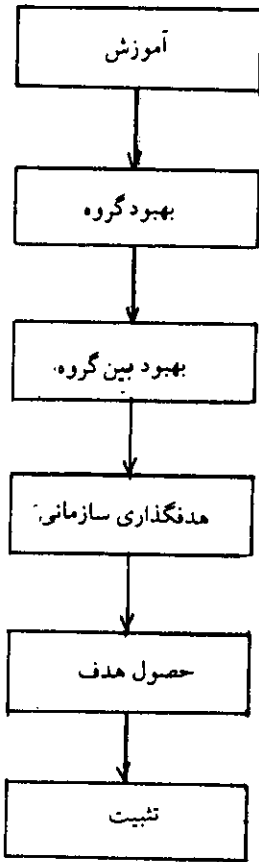 آموزش
بهبود گروه
بهبود بین گروه
هدفگذاری سازمانی
حصول هدف
تثبیت